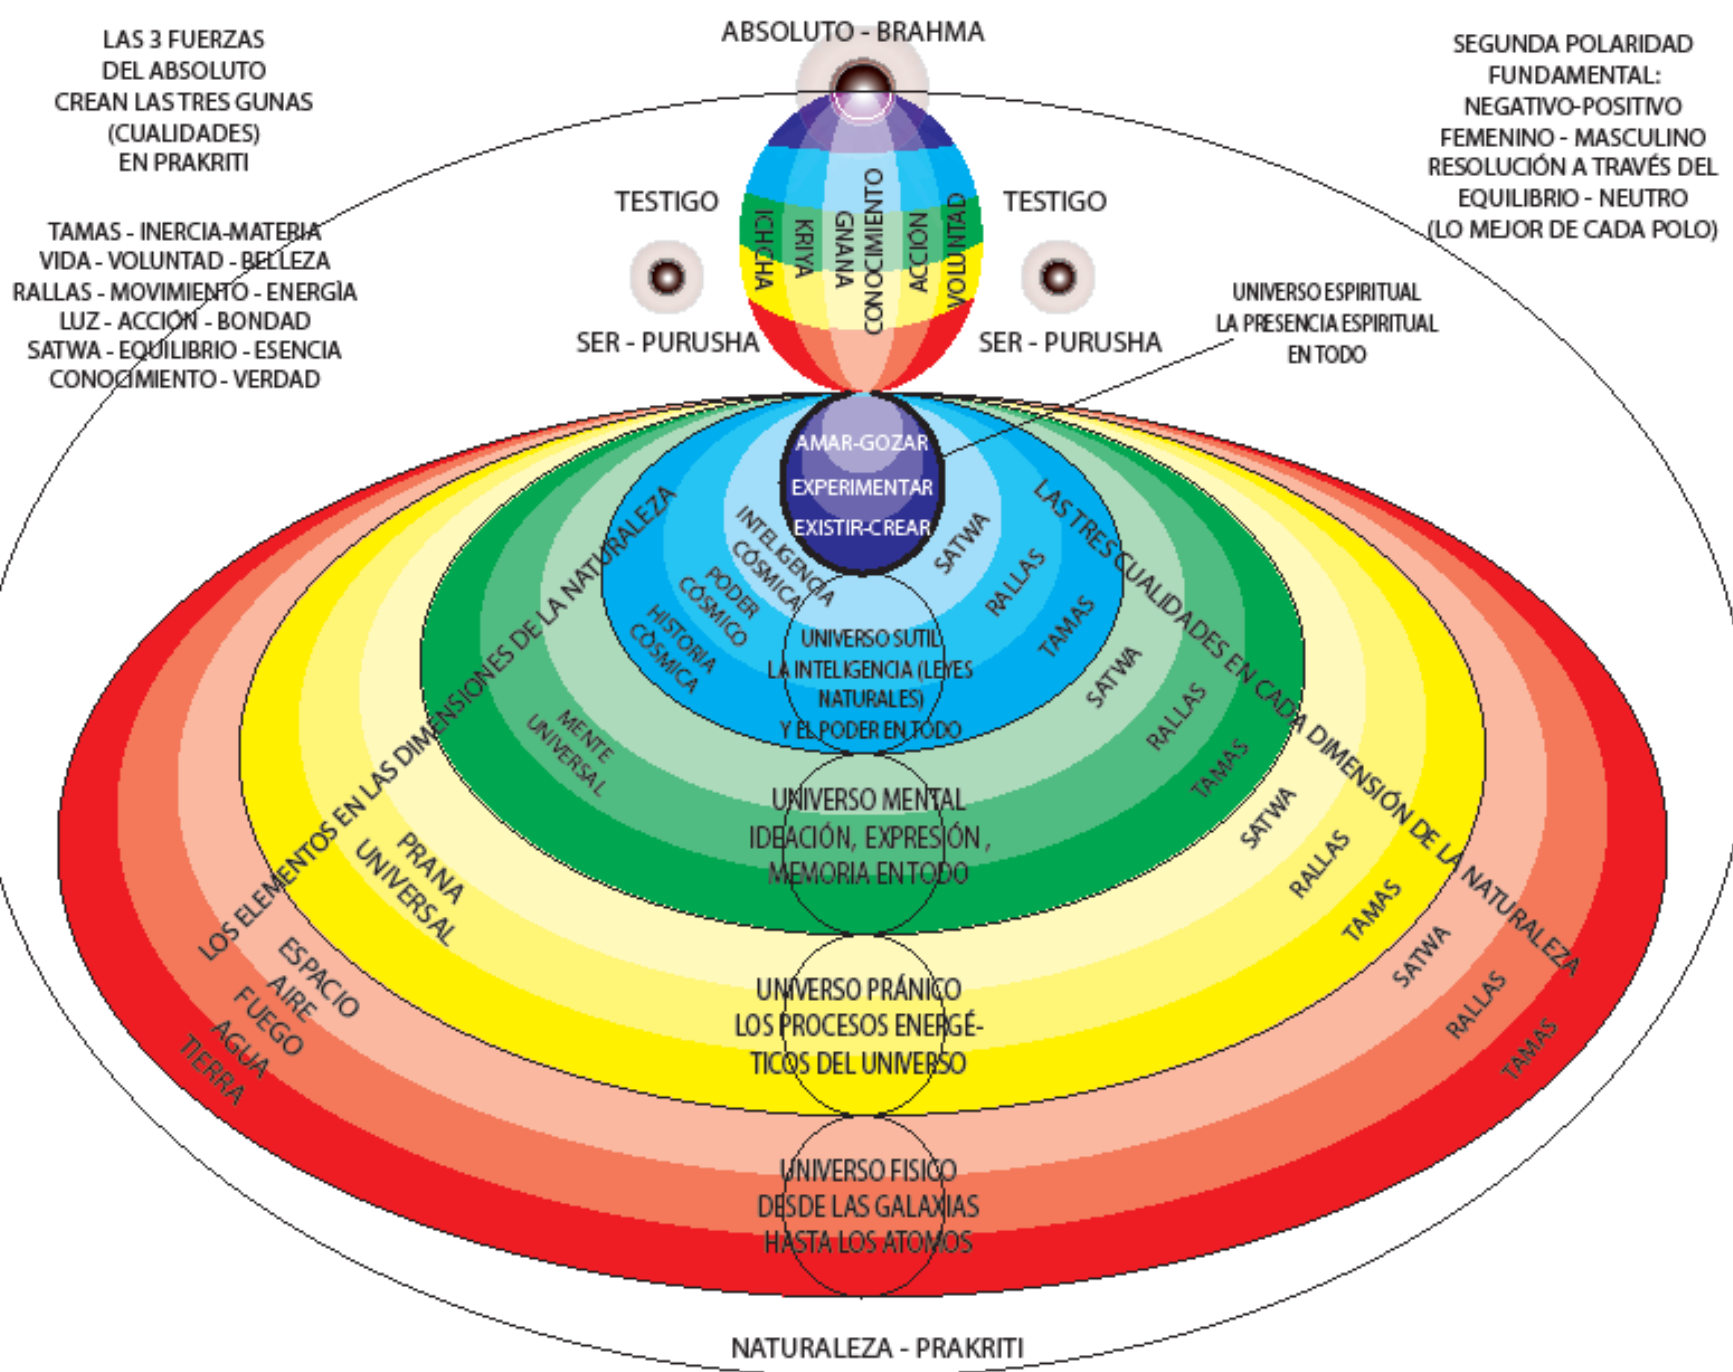 ABSOLUTO - BRAHMA
LAS 3 FUERZAS
DEL ABSOLUTO
CREAN LAS TRES GUNAS
(CUALIDADES)
EN PRAKRITI
TAMAS - INERCIA-MATERIA
VIDA - VOLUNTAD - BELLEZA
RALLAS - MOVIMIENTO - ENERGÌA
LUZ - ACCIÓN - BONDAD
SATWA - EQUILIBRIO - ESENCIA
CONOCIMIENTO - VERDAD
SEGUNDA POLARIDAD
FUNDAMENTAL:
NEGATIVO-POSITIVO
FEMENINO - MASCULINO
RESOLUCIÓN A TRAVÉS DEL
EQUILIBRIO - NEUTRO
(LO MEJOR DE CADA POLO)
TESTIGO
SER - PURUSHA
ICHCHA
KRIYA
GNANA
CONOCIMIENTO
ACCIÓN
VOLUNTAD
TESTIGO
SER - PURUSHA
UNIVERSO ESPIRITUAL
LA PRESENCIA ESPIRITUAL
EN TODO
AMAR-GOZAR
EXPERIMENTAR
EXISTIR-CREAR
LOS ELEMENTOS EN LAS DIMENSIONES DE LA NATURALEZA
LAS TRES CUALIDADES EN CADA DIMENSIÓN DE LA NATURALEZA
INTELIGENCIA
CÓSMICA
PODER
CÓSMICO
HISTORIA
CÒSMICA
SATWA
RALLAS
TAMAS
UNIVERSO SUTIL
LA INTELIGENCIA (LEYES
NATURALES)
Y EL PODER EN TODO
MENTE
UNIVERSAL
SATWA
RALLAS
TAMAS
UNIVERSO MENTAL
IDEACIÓN, EXPRESIÓN,
MEMORIA EN TODO
PRANA
UNIVERSAL
SATWA
RALLAS
TAMAS
UNIVERSO PRÁNICO
LOS PROCESOS ENERGÉ-
TICOS DEL UNIVERSO
ESPACIO
AIRE
FUEGO
AGUA
TIERRA
SATWA
RALLAS
TAMAS
UNIVERSO FISICO
DESDE LAS GALAXIAS
HASTA LOS ATOMOS
NATURALEZA - PRAKRITI